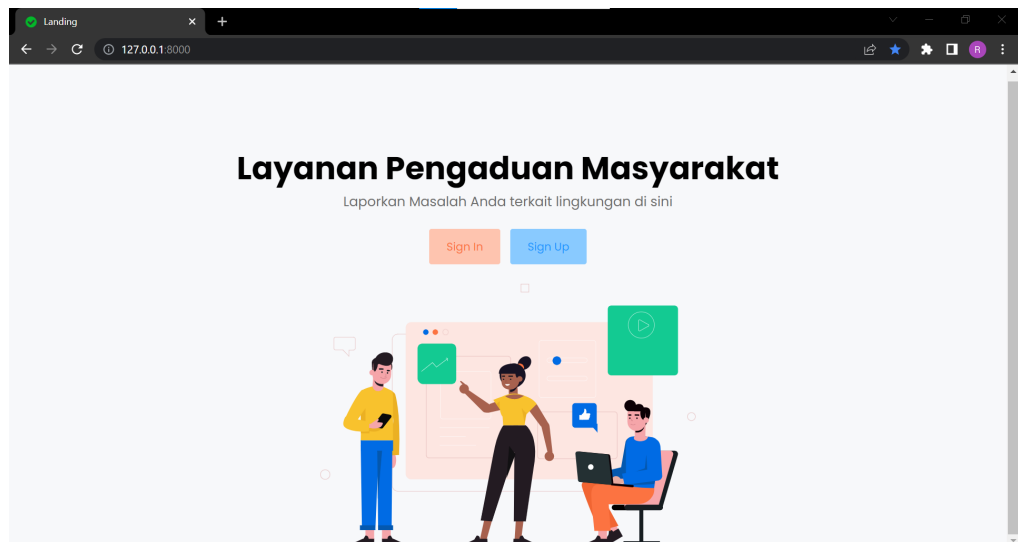 Landing
127.0.0.1:8000
R
Layanan Pengaduan Masyarakat
Laporkan Masalah Anda terkait lingkungan di sini
Sign In
Sign Up